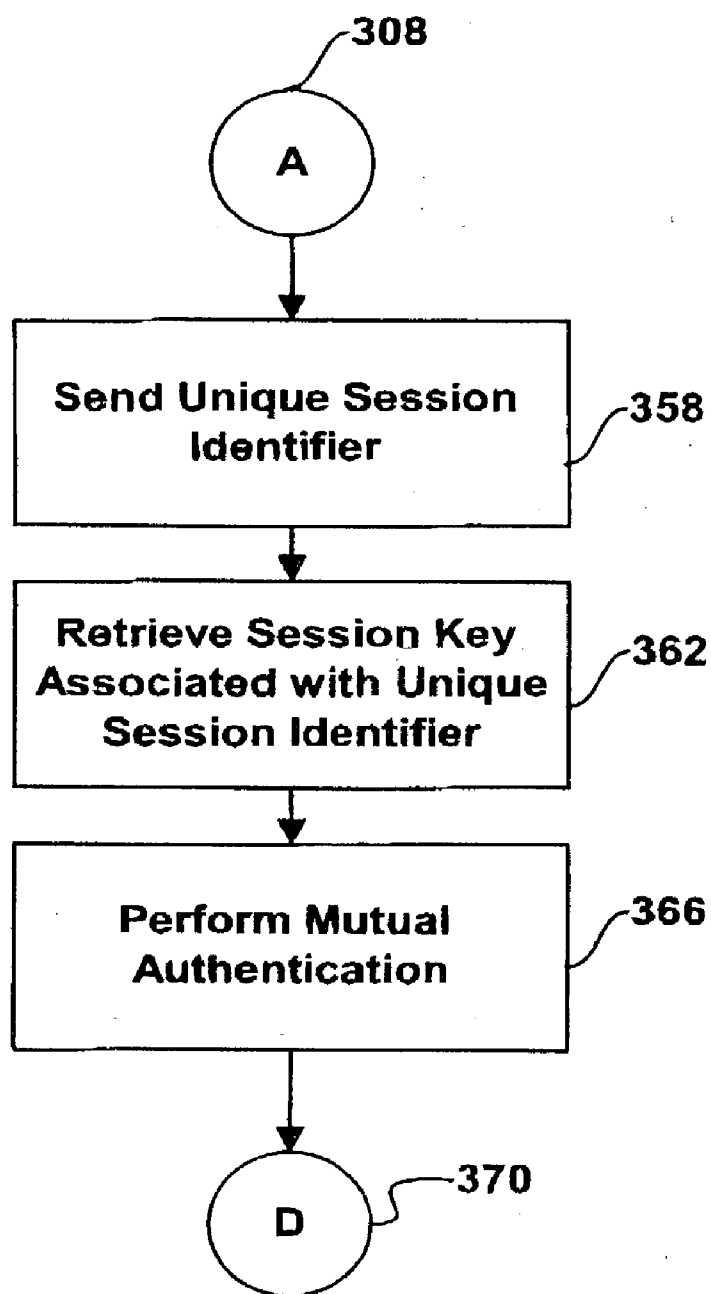 308
A
Send Unique Session
Identifier
358
Retrieve Session Key
Associated with Unique
Session Identifier
362
Perform Mutual
Authentication
366
370
D